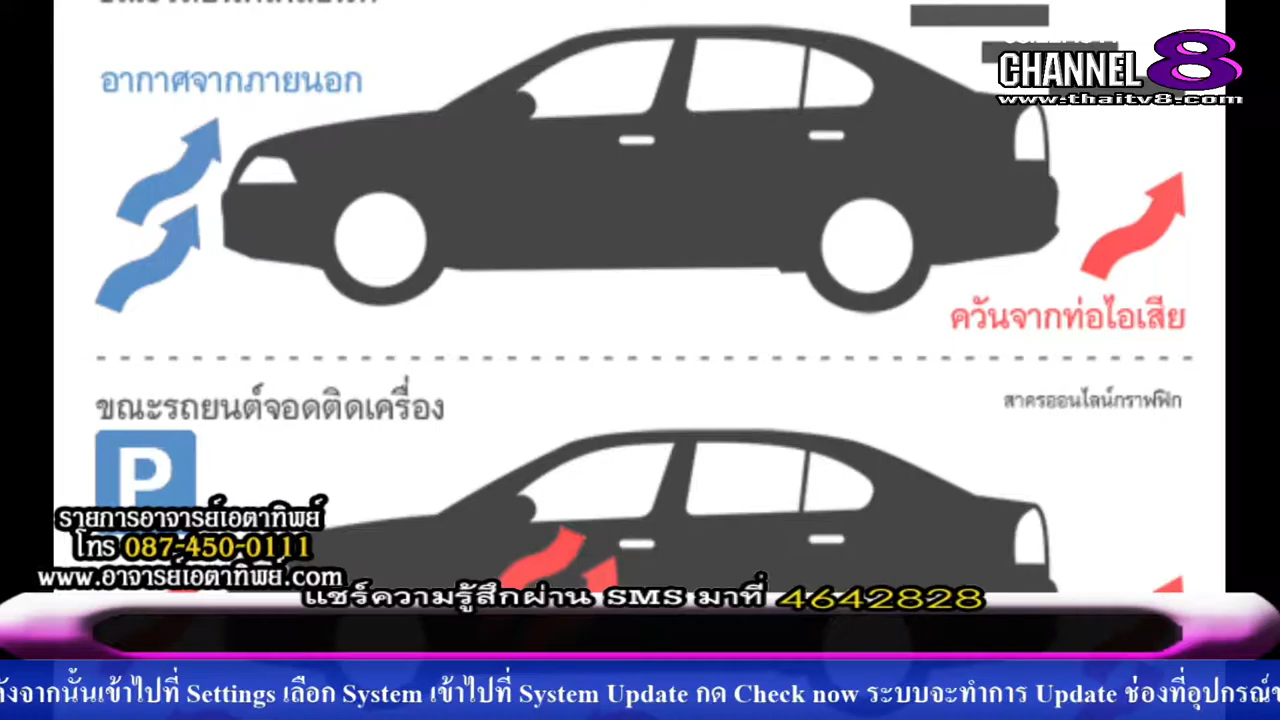 อากาศจากภายนอก
CHANNEL 8
www.thaitv8.com
ควันจากท่อไอเสีย
ขณะรถยนต์จอดติดเครื่อง
สาครออนไลน์กราฟฟิก
P
รายการอาจารย์เอตาทิพย์
โทร 087-450-0111
www.อาจารย์เอตาทิพย์.com
แชร์ความรู้สึกผ่าน SMS มาที่ 4642828
ังจากนั้นเข้าไปที่ Settings เลือก System เข้าไปที่ System Update กด Check now ระบบจะทำการ Update ช่องที่อุปกรณ์